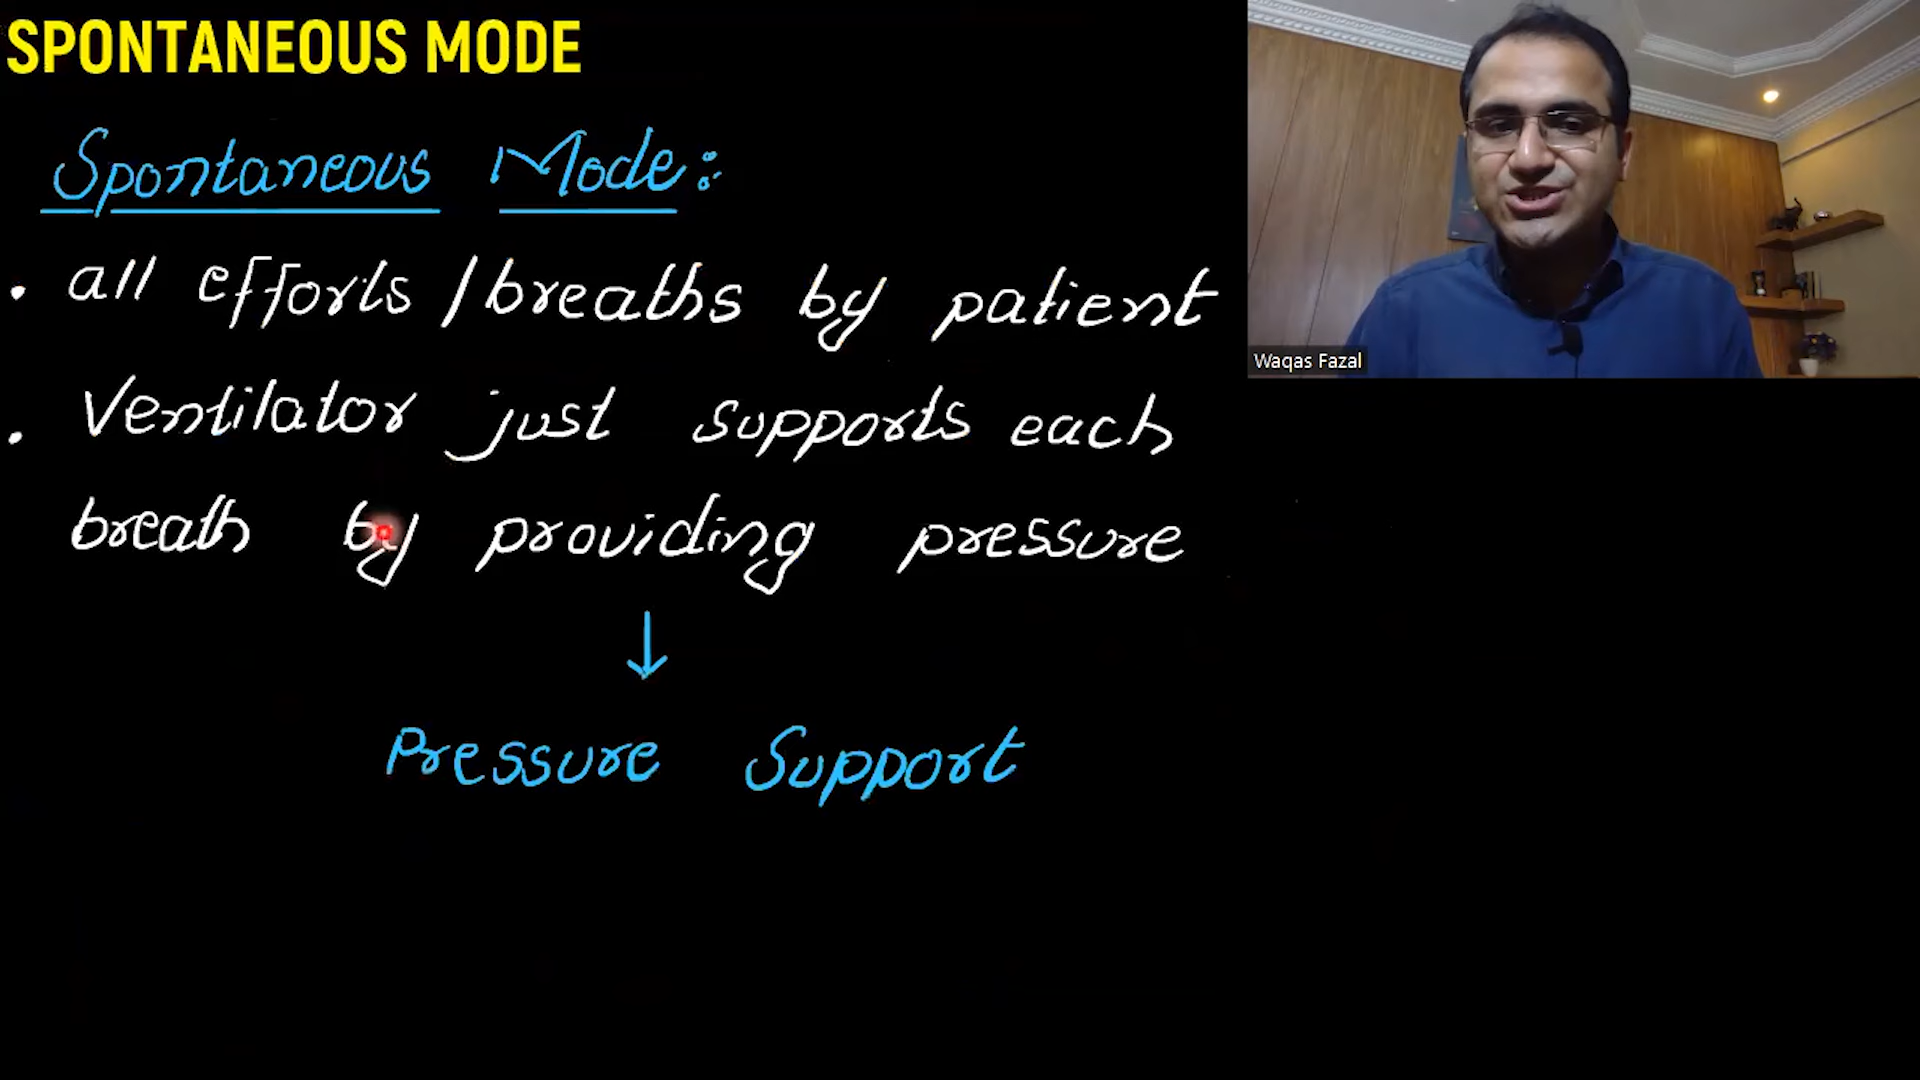 SPONTANEOUS MODE
Spontaneous Mode:
• all efforts / breaths by patient
• Ventilator just supports each
breath by providing pressure
↓
Pressure Support
Waqas Fazal